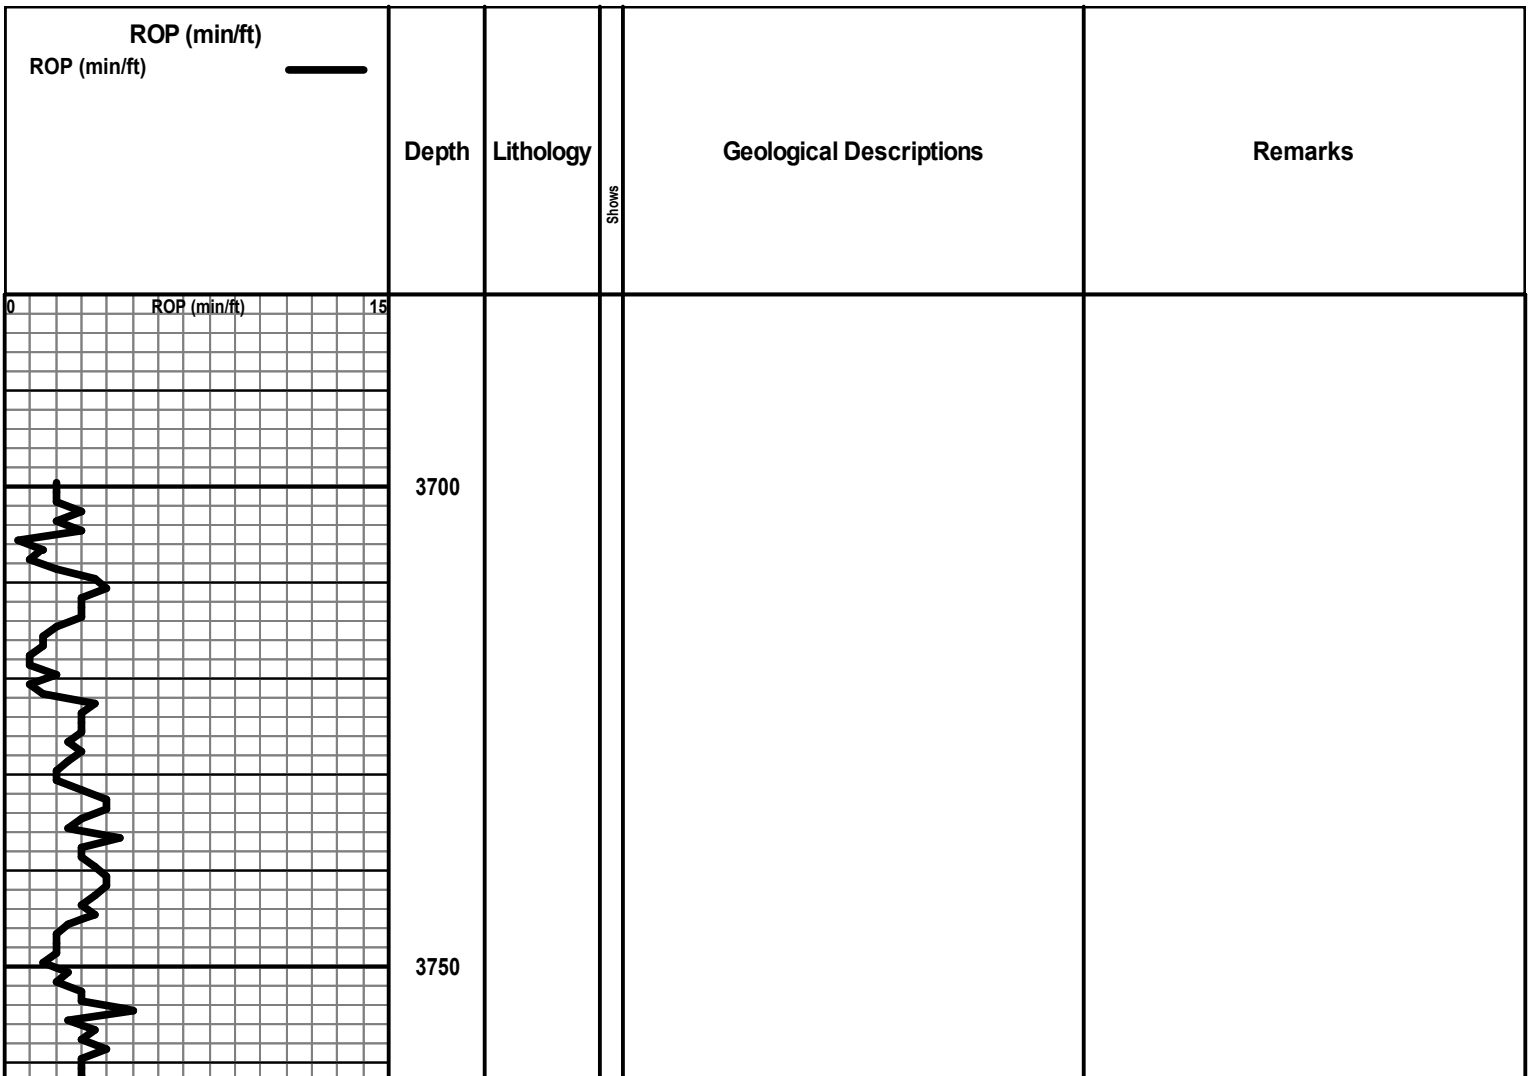 ROP (min/ft)
ROP (min/ft)
Depth
Lithology
Shows
Geological Descriptions
Remarks
0 ROP (min/ft) 15
3700
3750